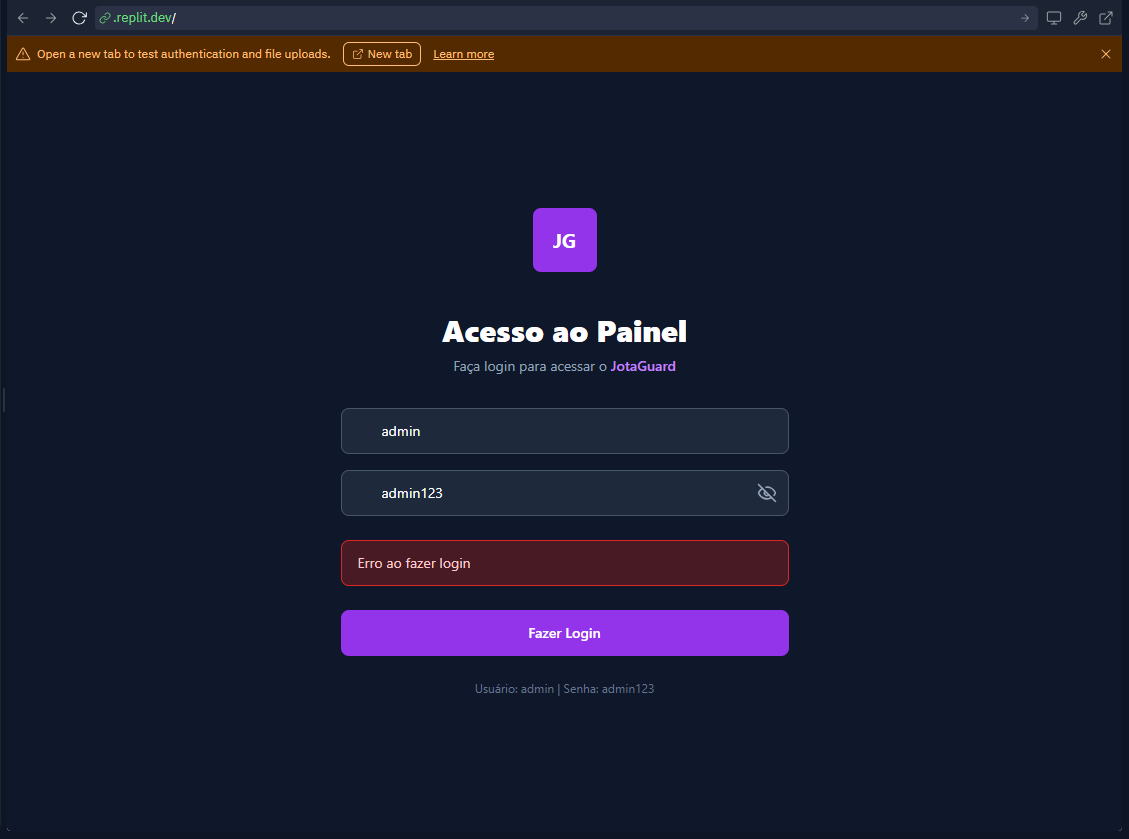 .replit.dev/
Open a new tab to test authentication and file uploads. New tab Learn more
JG
Acesso ao Painel
Faça login para acessar o JotaGuard
admin
admin123
Erro ao fazer login
Fazer Login
Usuário: admin | Senha: admin123